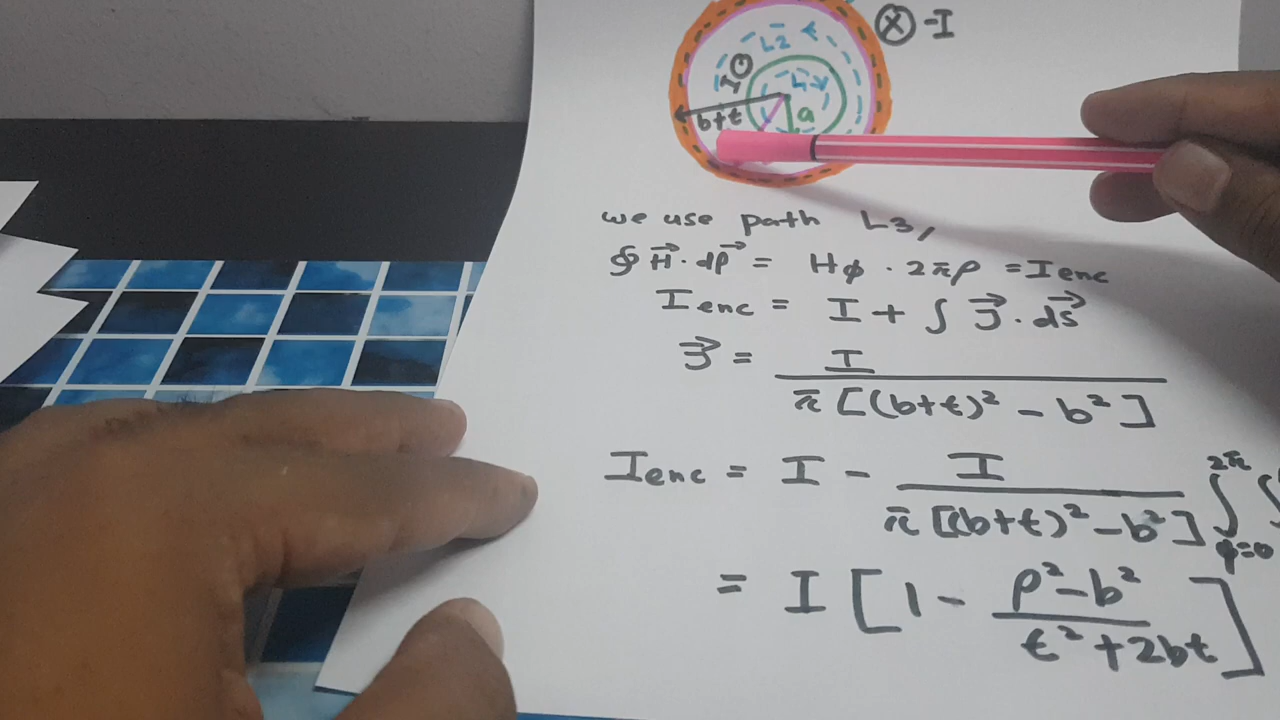 ⊗ -I
L2
I ⊙
L1
b+t
a
we use path L3,
∮ H⃗ · dρ⃗ = Hϕ · 2πρ = Ienc
Ienc = I + ∫ J⃗ · ds⃗
J⃗ = I / π[(b+t)² - b²]
Ienc = I - I / π[(b+t)² - b²] ∫ ϕ=0 2π ∫
= I [1 - ρ² - b² / t² + 2bt]